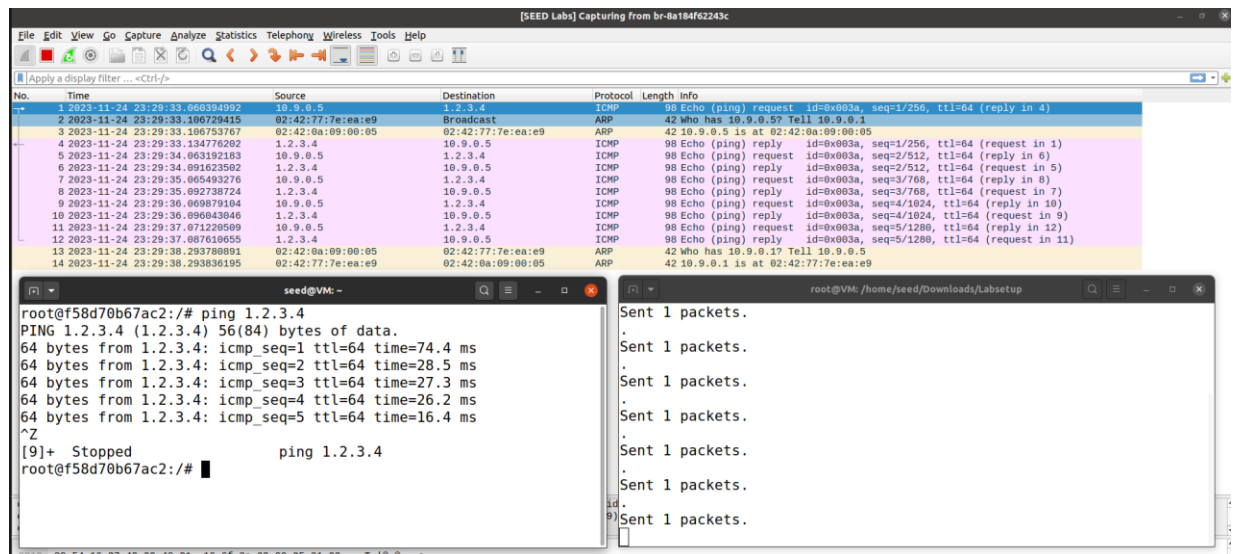 [SEED Labs] Capturing from br-8a184f62243c
File Edit View Go Capture Analyze Statistics Telephony Wireless Tools Help
Apply a display filter ... <Ctrl-/>
No. Time Source Destination Protocol Length Info
1 2023-11-24 23:29:33.060394992 10.9.0.5 1.2.3.4 ICMP 98 Echo (ping) request id=0x003a, seq=1/256, ttl=64 (reply in 4)
2 2023-11-24 23:29:33.106729415 02:42:77:7e:ea:e9 Broadcast ARP 42 Who has 10.9.0.5? Tell 10.9.0.1
3 2023-11-24 23:29:33.106753767 02:42:0a:09:00:05 02:42:77:7e:ea:e9 ARP 42 10.9.0.5 is at 02:42:0a:09:00:05
4 2023-11-24 23:29:33.134776202 1.2.3.4 10.9.0.5 ICMP 98 Echo (ping) reply id=0x003a, seq=1/256, ttl=64 (request in 1)
5 2023-11-24 23:29:34.063192183 10.9.0.5 1.2.3.4 ICMP 98 Echo (ping) request id=0x003a, seq=2/512, ttl=64 (reply in 6)
6 2023-11-24 23:29:34.091623502 1.2.3.4 10.9.0.5 ICMP 98 Echo (ping) reply id=0x003a, seq=2/512, ttl=64 (request in 5)
7 2023-11-24 23:29:35.065493276 10.9.0.5 1.2.3.4 ICMP 98 Echo (ping) request id=0x003a, seq=3/768, ttl=64 (reply in 8)
8 2023-11-24 23:29:35.092738724 1.2.3.4 10.9.0.5 ICMP 98 Echo (ping) reply id=0x003a, seq=3/768, ttl=64 (request in 7)
9 2023-11-24 23:29:36.069879104 10.9.0.5 1.2.3.4 ICMP 98 Echo (ping) request id=0x003a, seq=4/1024, ttl=64 (reply in 10)
10 2023-11-24 23:29:36.096043046 1.2.3.4 10.9.0.5 ICMP 98 Echo (ping) reply id=0x003a, seq=4/1024, ttl=64 (request in 9)
11 2023-11-24 23:29:37.071220509 10.9.0.5 1.2.3.4 ICMP 98 Echo (ping) request id=0x003a, seq=5/1280, ttl=64 (reply in 12)
12 2023-11-24 23:29:37.087610655 1.2.3.4 10.9.0.5 ICMP 98 Echo (ping) reply id=0x003a, seq=5/1280, ttl=64 (request in 11)
13 2023-11-24 23:29:38.293780891 02:42:0a:09:00:05 02:42:77:7e:ea:e9 ARP 42 Who has 10.9.0.1? Tell 10.9.0.5
14 2023-11-24 23:29:38.293836195 02:42:77:7e:ea:e9 02:42:0a:09:00:05 ARP 42 10.9.0.1 is at 02:42:77:7e:ea:e9
seed@VM: ~
root@f58d70b67ac2:/# ping 1.2.3.4
PING 1.2.3.4 (1.2.3.4) 56(84) bytes of data.
64 bytes from 1.2.3.4: icmp_seq=1 ttl=64 time=74.4 ms
64 bytes from 1.2.3.4: icmp_seq=2 ttl=64 time=28.5 ms
64 bytes from 1.2.3.4: icmp_seq=3 ttl=64 time=27.3 ms
64 bytes from 1.2.3.4: icmp_seq=4 ttl=64 time=26.2 ms
64 bytes from 1.2.3.4: icmp_seq=5 ttl=64 time=16.4 ms
^Z
[9]+ Stopped ping 1.2.3.4
root@f58d70b67ac2:/#
root@VM: /home/seed/Downloads/Labsetup
Sent 1 packets.
.
Sent 1 packets.
.
Sent 1 packets.
.
Sent 1 packets.
.
Sent 1 packets.
.
Sent 1 packets.
.
Sent 1 packets.